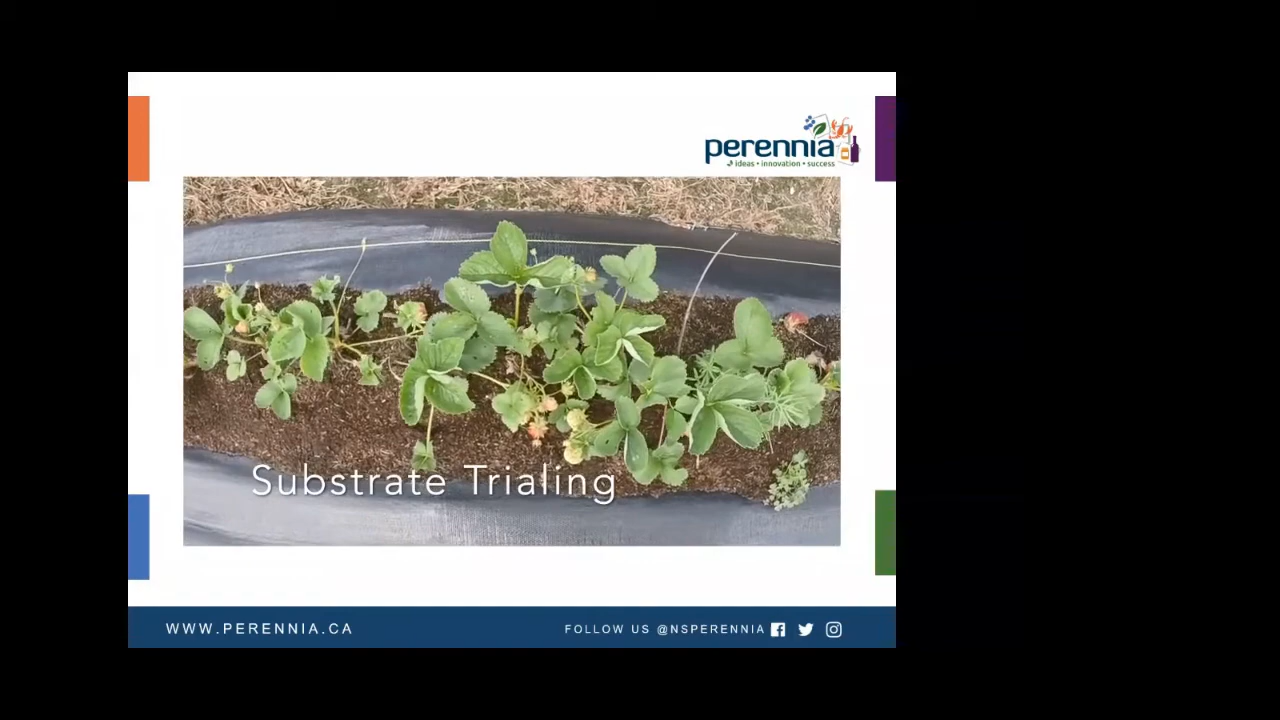 perennia
ideas • innovation • success
Substrate Trialing
WWW.PERENNIA.CA
FOLLOW US @NSPERENNIA